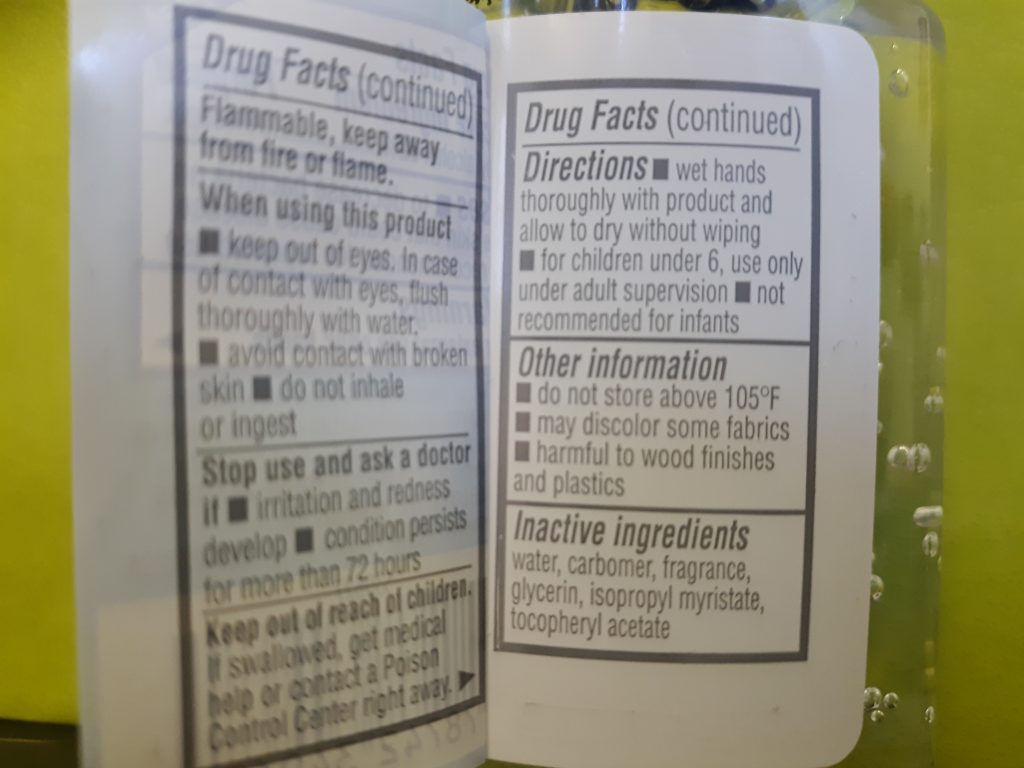 Drug Facts (continued)
Flammable, keep away
from fire or flame.
When using this product
■ keep out of eyes. In case
of contact with eyes, flush
thoroughly with water.
■ avoid contact with broken
skin ■ do not inhale
or ingest
Stop use and ask a doctor
if ■ irritation and redness
develop ■ condition persists
for more than 72 hours
Keep out of reach of children.
If swallowed, get medical
help or contact a Poison
Control Center right away.
Drug Facts (continued)
Directions ■ wet hands
thoroughly with product and
allow to dry without wiping
■ for children under 6, use only
under adult supervision ■ not
recommended for infants
Other information
■ do not store above 105°F
■ may discolor some fabrics
■ harmful to wood finishes
and plastics
Inactive ingredients
water, carbomer, fragrance,
glycerin, isopropyl myristate,
tocopheryl acetate